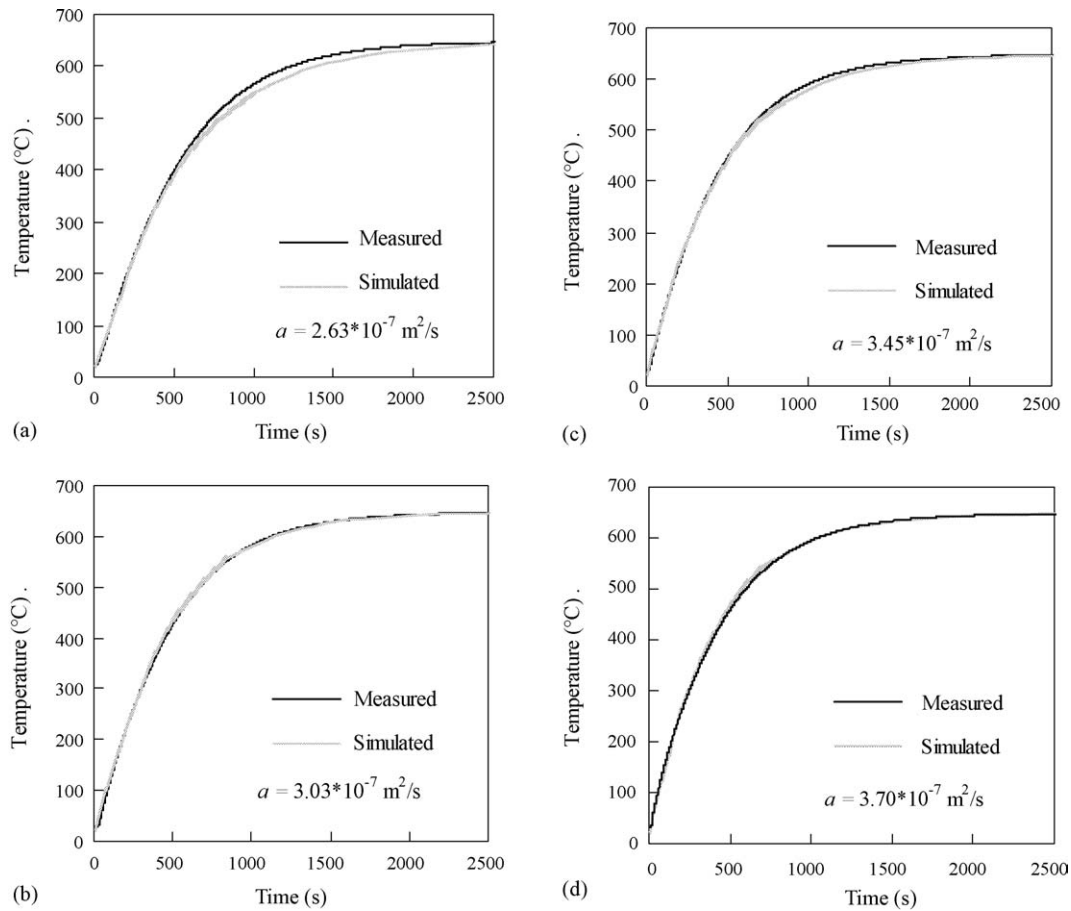 700
600
500
400
300
200
100
0
Temperature (°C) .
Measured
Simulated
a = 2.63*10-7 m2/s
0 500 1000 1500 2000 2500
(a)
Time (s)
700
600
500
400
300
200
100
0
Temperature (°C) .
Measured
Simulated
a = 3.45*10-7 m2/s
0 500 1000 1500 2000 2500
(c)
Time (s)
700
600
500
400
300
200
100
0
Temperature (°C) .
Measured
Simulated
a = 3.03*10-7 m2/s
0 500 1000 1500 2000 2500
(b)
Time (s)
700
600
500
400
300
200
100
0
Temperature (°C) .
Measured
Simulated
a = 3.70*10-7 m2/s
0 500 1000 1500 2000 2500
(d)
Time (s)